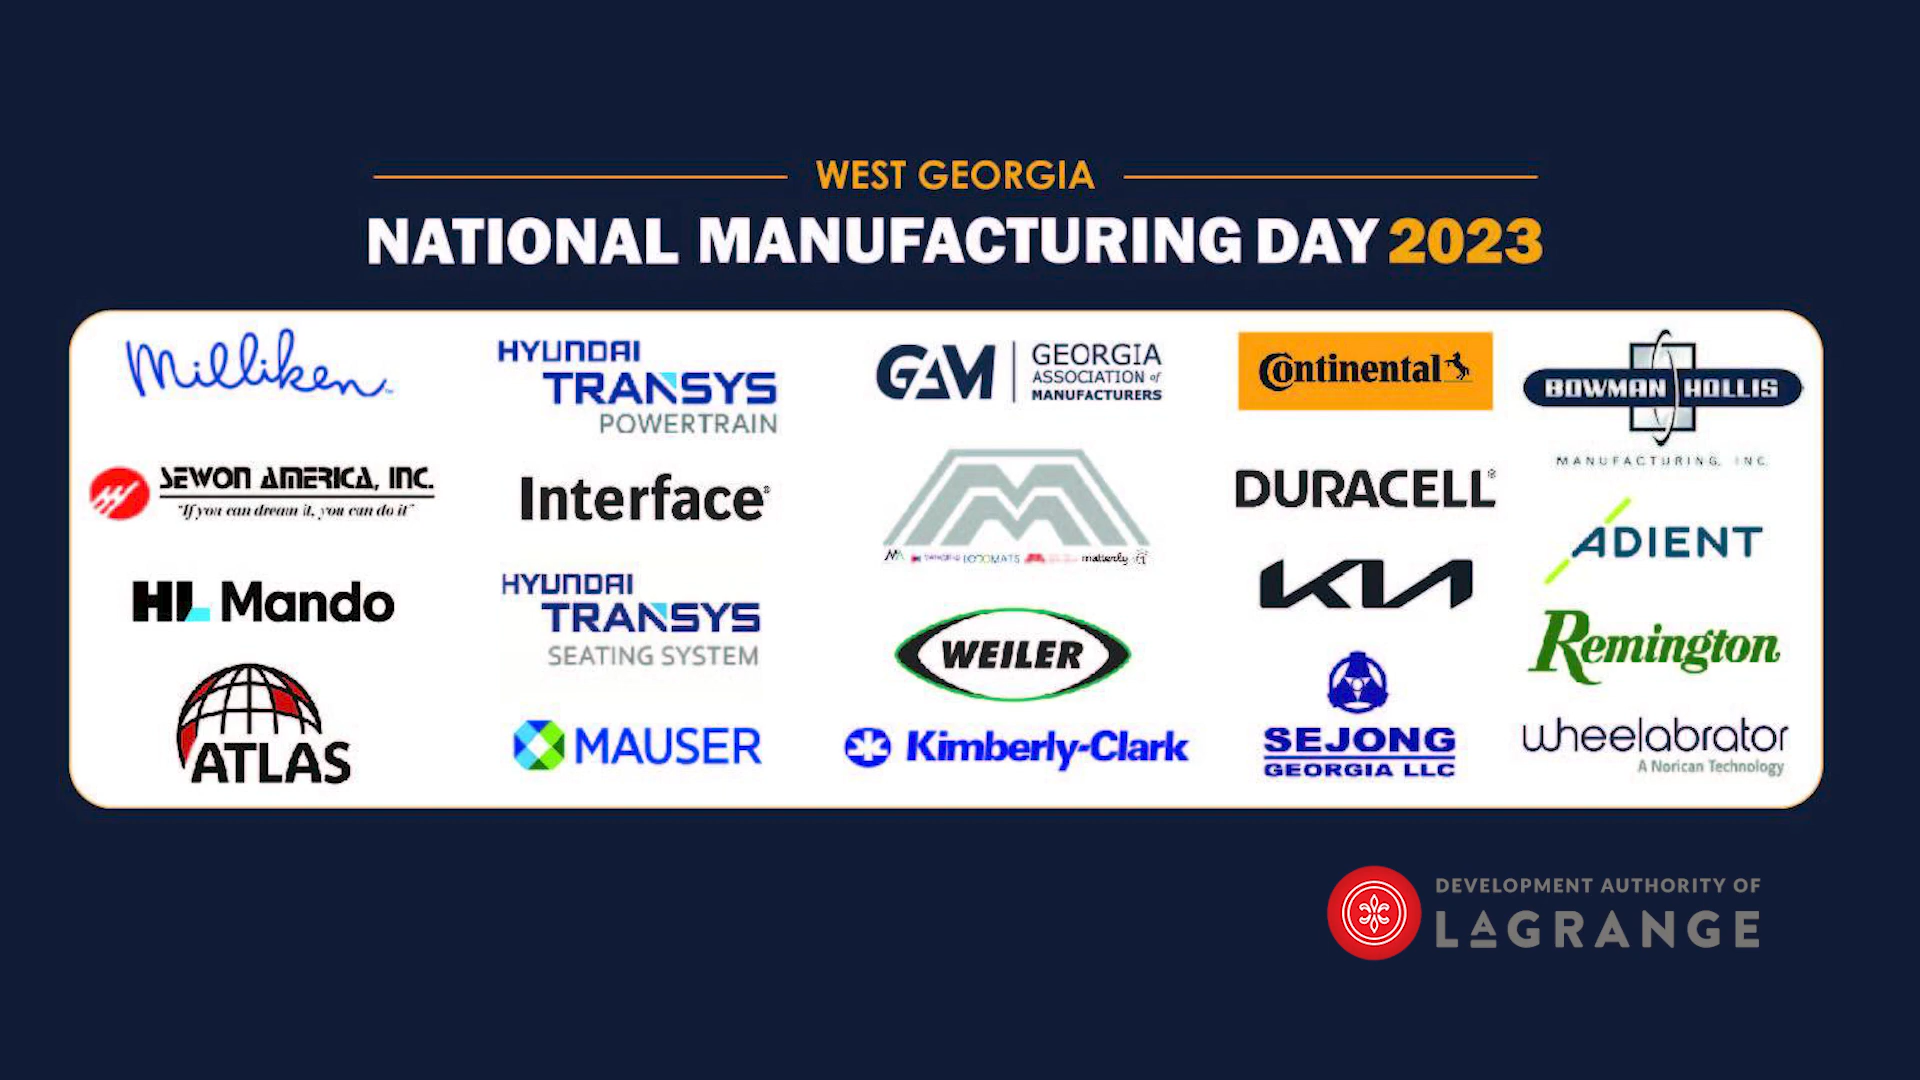 WEST GEORGIA
NATIONAL MANUFACTURING DAY 2023
Milliken
SEWON AMERICA, INC.
"If you can dream it, you can do it"
HL Mando
ATLAS
HYUNDAI
TRANSYS
POWERTRAIN
Interface®
HYUNDAI
TRANSYS
SEATING SYSTEM
MAUSER
GAM
GEORGIA
ASSOCIATION of
MANUFACTURERS
LOGOMATS
matterly
WEILER
Kimberly-Clark
Continental
DURACELL®
KIA
SEJONG
GEORGIA LLC
BOWMAN HOLLIS
MANUFACTURING, INC.
ADIENT
Remington
wheelabrator
A Norican Technology
DEVELOPMENT AUTHORITY OF
LAGRANGE